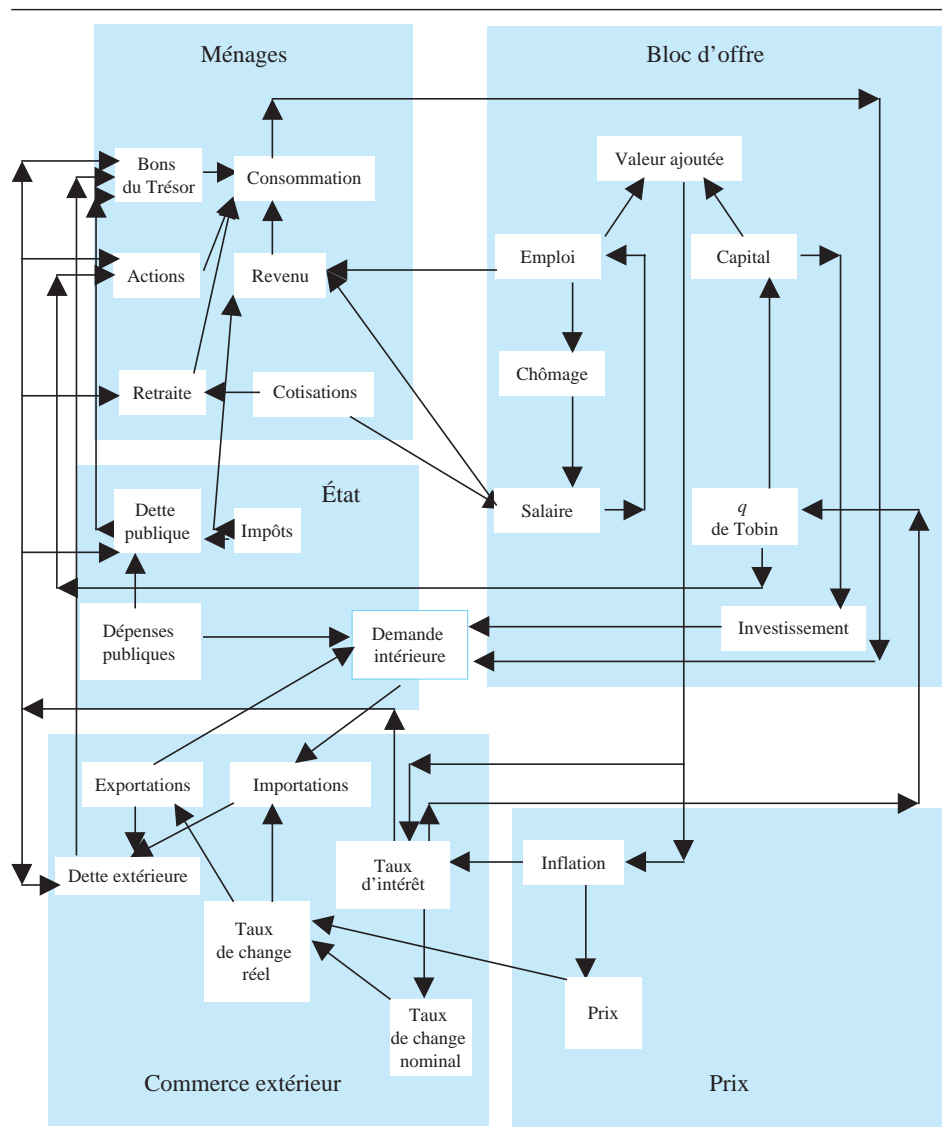 Ménages
Bloc d'offre
Bons
du Trésor
Consommation
Valeur ajoutée
Actions
Revenu
Emploi
Capital
Chômage
Retraite
Cotisations
État
Dette
publique
Impôts
Salaire
q
de Tobin
Dépenses
publiques
Demande
intérieure
Investissement
Exportations
Importations
Dette extérieure
Taux
d'intérêt
Inflation
Taux
de change
réel
Taux
de change
nominal
Prix
Commerce extérieur
Prix